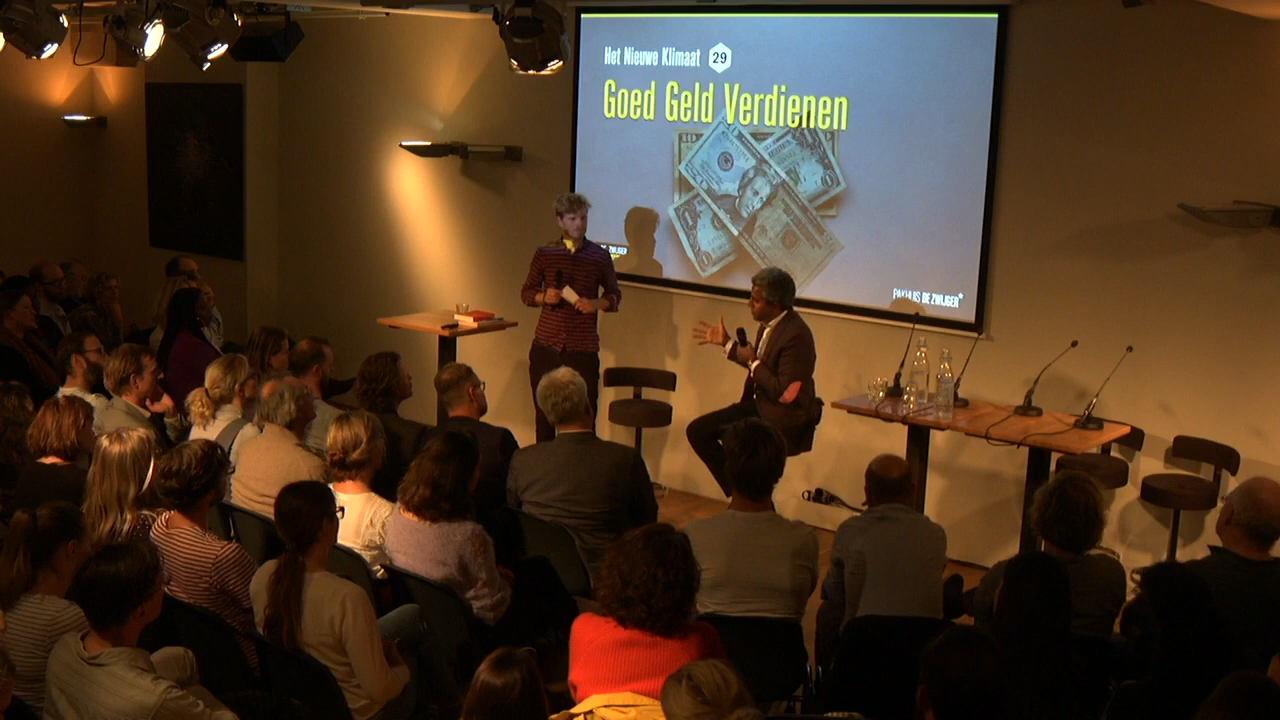 Het Nieuwe Klimaat 29
Goed Geld Verdienen
PAKHUIS DE ZWIJGER